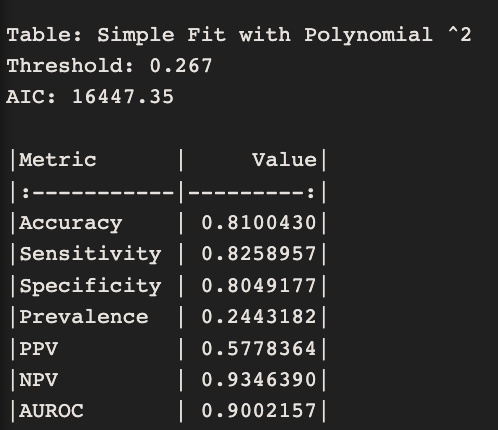 Table: Simple Fit with Polynomial ^2
Threshold: 0.267
AIC: 16447.35
|Metric      |     Value|
|:-----------|---------:|
|Accuracy    | 0.8100430|
|Sensitivity | 0.8258957|
|Specificity | 0.8049177|
|Prevalence  | 0.2443182|
|PPV         | 0.5778364|
|NPV         | 0.9346390|
|AUROC       | 0.9002157|